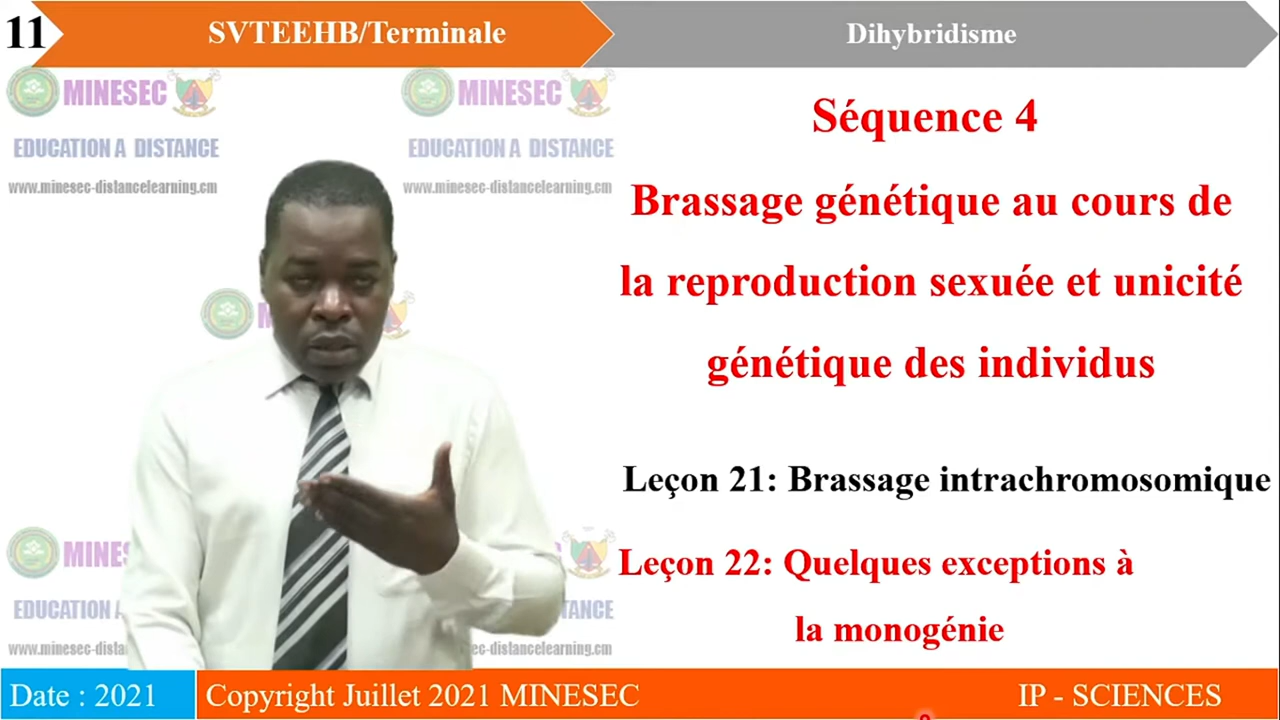 11
SVTEEHB/Terminale
Dihybridisme
MINESEC
MINESEC
EDUCATION A DISTANCE
EDUCATION A DISTANCE
www.minesec-distancelearning.cm
www.minesec-distancelearning.cm
Séquence 4
Brassage génétique au cours de
la reproduction sexuée et unicité
génétique des individus
Leçon 21: Brassage intrachromosomique
Leçon 22: Quelques exceptions à
la monogénie
Date : 2021
Copyright Juillet 2021 MINESEC
IP - SCIENCES